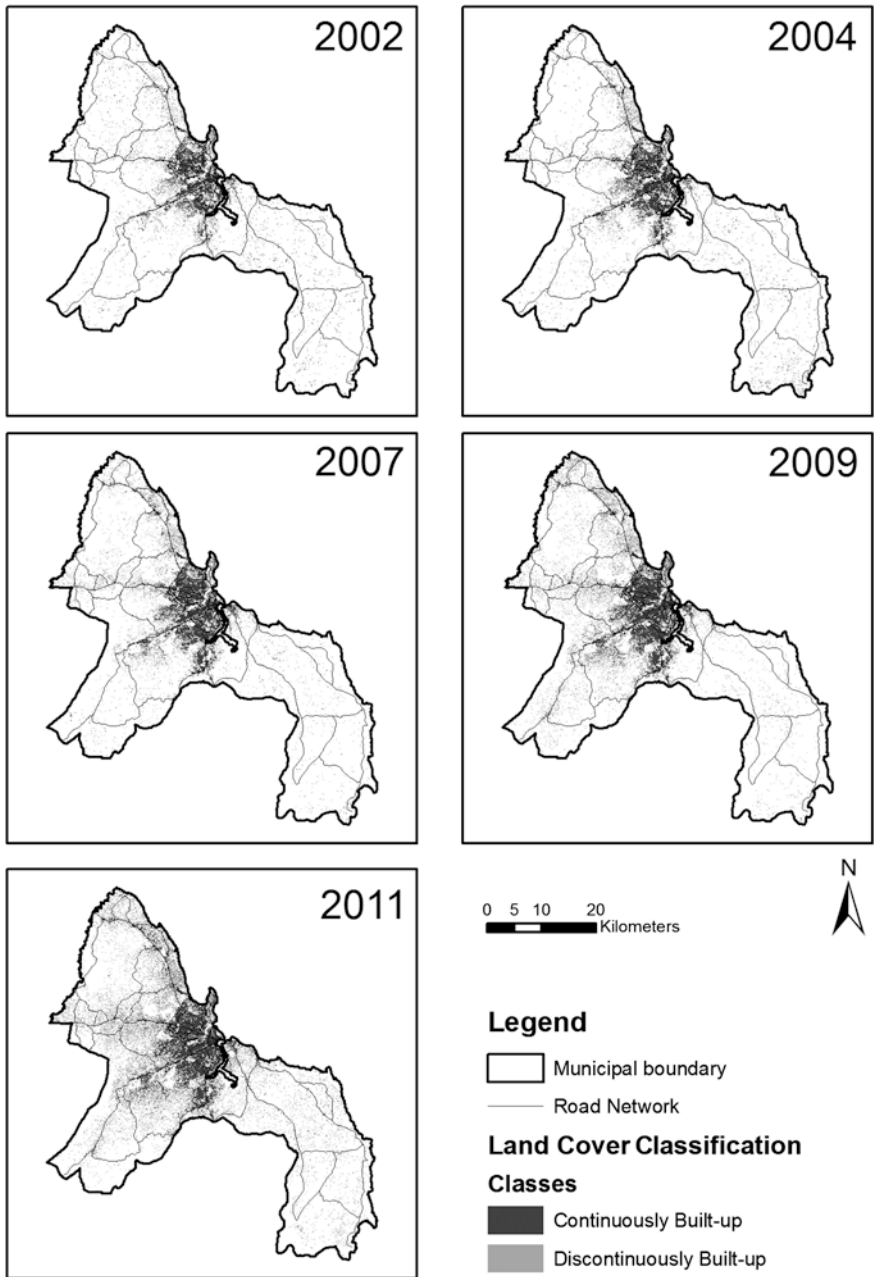 2002
2004
2007
2009
2011
N
0 5 10 20
Kilometers
Legend
Municipal boundary
Road Network
Land Cover Classification
Classes
Continuously Built-up
Discontinuously Built-up